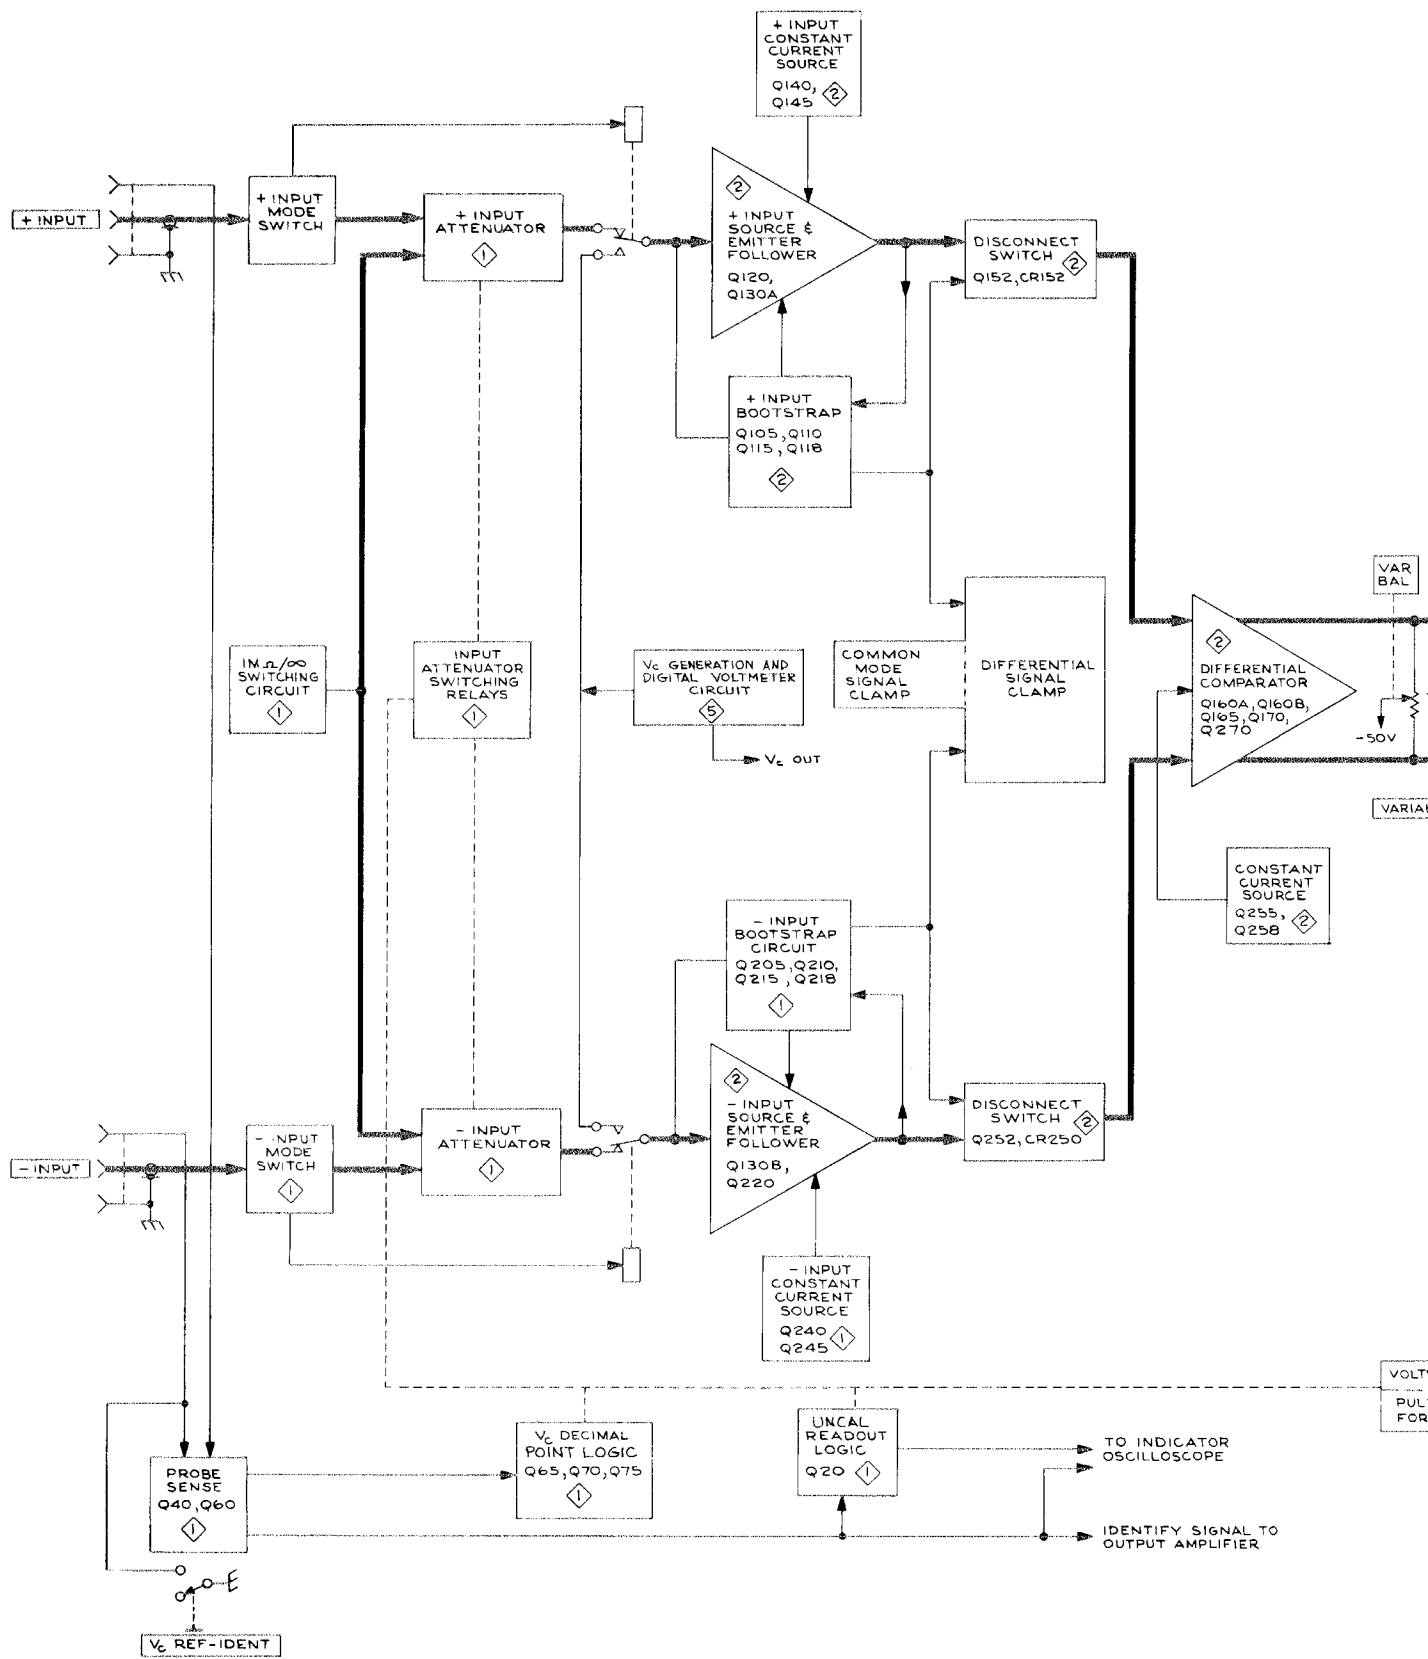 + INPUT
CONSTANT
CURRENT
SOURCE
Q140,
Q145 2
+ INPUT
+ INPUT
MODE
SWITCH
+ INPUT
ATTENUATOR
1
2
+ INPUT
SOURCE &
EMITTER
FOLLOWER
Q120,
Q130A
DISCONNECT
SWITCH
Q152, CR152
2
+ INPUT
BOOTSTRAP
Q105, Q110
Q115, Q118
2
1M Ω/∞
SWITCHING
CIRCUIT
1
INPUT
ATTENUATOR
SWITCHING
RELAYS
1
Vc GENERATION AND
DIGITAL VOLTMETER
CIRCUIT
5
Vc OUT
COMMON
MODE
SIGNAL
CLAMP
DIFFERENTIAL
SIGNAL
CLAMP
2
DIFFERENTIAL
COMPARATOR
Q160A, Q160B,
Q165, Q170,
Q270
VAR
BAL
-50V
CONSTANT
CURRENT
SOURCE
Q255,
Q258 2
- INPUT
BOOTSTRAP
CIRCUIT
Q205, Q210,
Q215, Q218
1
- INPUT
- INPUT
MODE
SWITCH
1
- INPUT
ATTENUATOR
1
2
- INPUT
SOURCE &
EMITTER
FOLLOWER
Q130B,
Q220
DISCONNECT
SWITCH
Q252, CR250
2
- INPUT
CONSTANT
CURRENT
SOURCE
Q240
Q245 1
PROBE
SENSE
Q40, Q60
1
Vc DECIMAL
POINT LOGIC
Q65, Q70, Q75
1
UNCAL
READOUT
LOGIC
Q20 1
TO INDICATOR
OSCILLOSCOPE
IDENTIFY SIGNAL TO
OUTPUT AMPLIFIER
Vc REF-IDENT